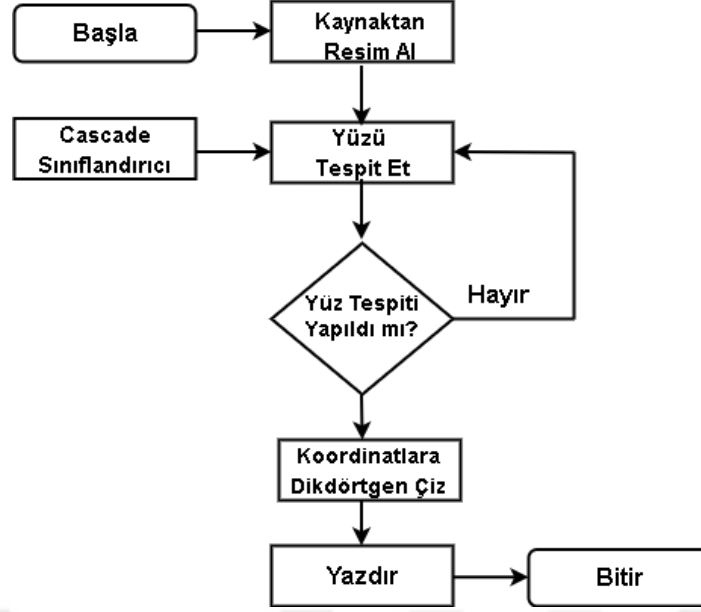 Başla
Kaynaktan
Resim Al
Cascade
Sınıflandırıcı
Yüzü
Tespit Et
Yüz Tespiti
Yapıldı mı?
Hayır
Koordinatlara
Dikdörtgen Çiz
Yazdır
Bitir